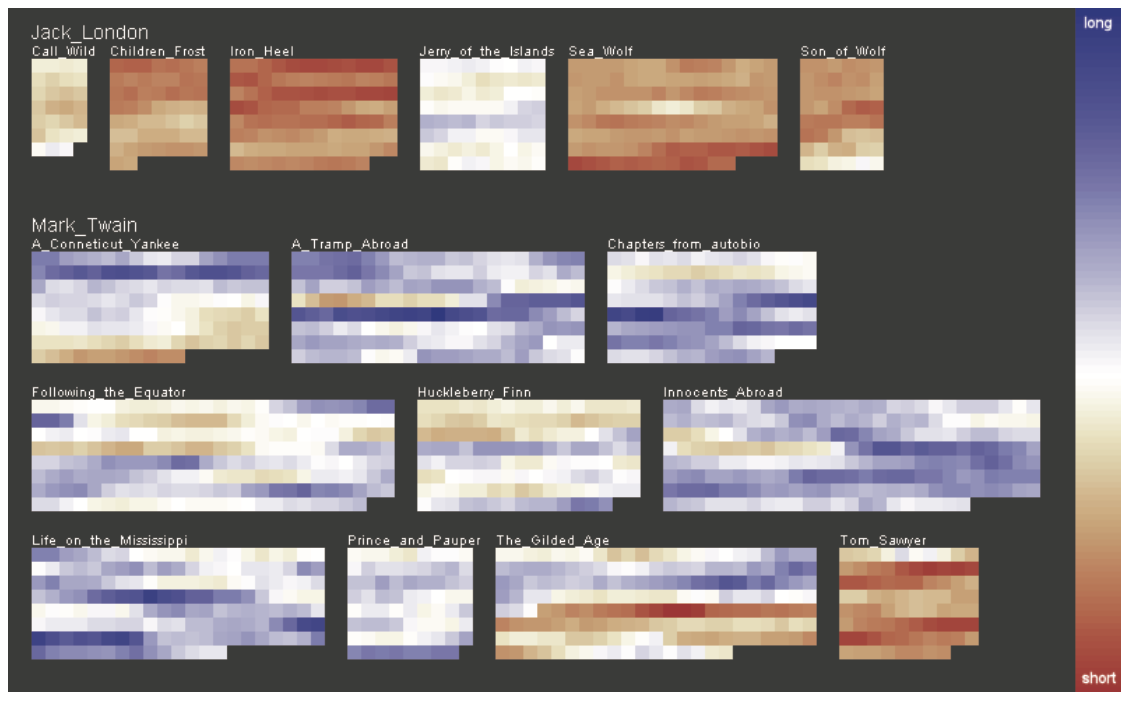 long
Jack_London
Call_Wild Children_Frost Iron_Heel Jerry_of_the_Islands Sea_Wolf Son_of_Wolf
Mark_Twain
A_Conneticut_Yankee A_Tramp_Abroad Chapters_from_autobio
Following_the_Equator Huckleberry_Finn Innocents_Abroad
Life_on_the_Mississippi Prince_and_Pauper The_Gilded_Age Tom_Sawyer
short